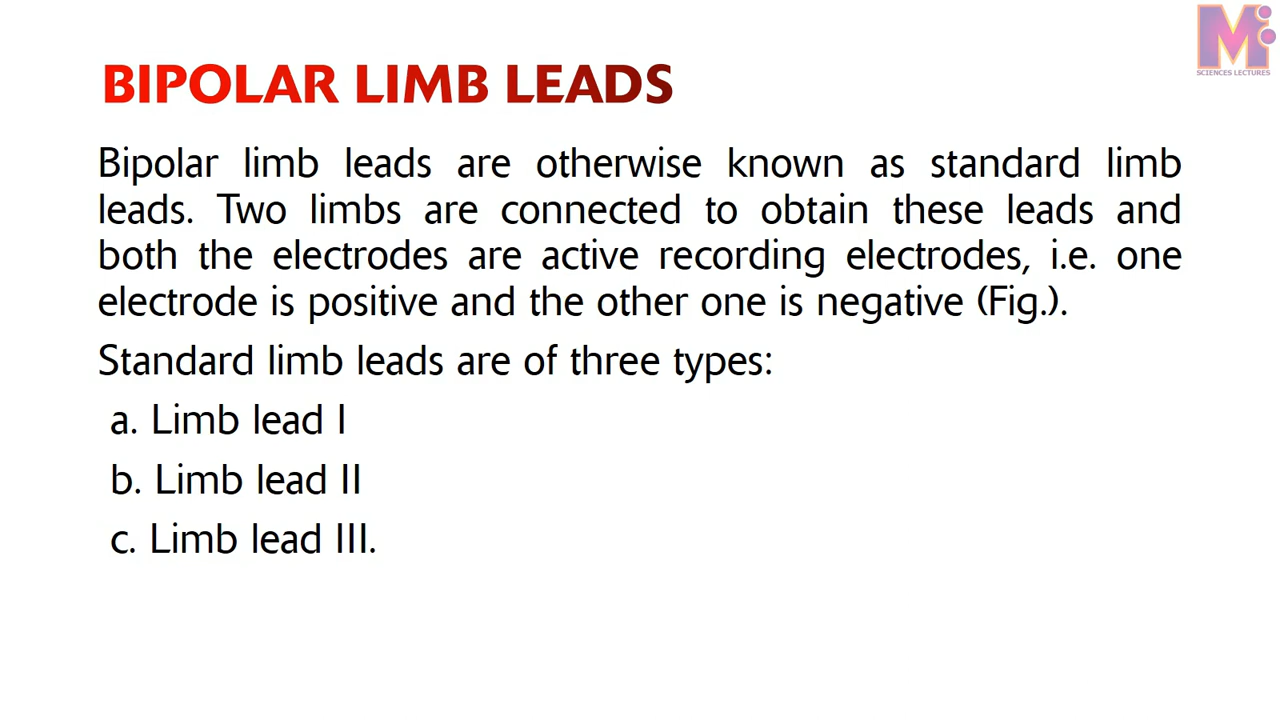 M
SCIENCES LECTURES
BIPOLAR LIMB LEADS
Bipolar limb leads are otherwise known as standard limb
leads. Two limbs are connected to obtain these leads and
both the electrodes are active recording electrodes, i.e. one
electrode is positive and the other one is negative (Fig.).
Standard limb leads are of three types:
a. Limb lead I
b. Limb lead II
c. Limb lead III.